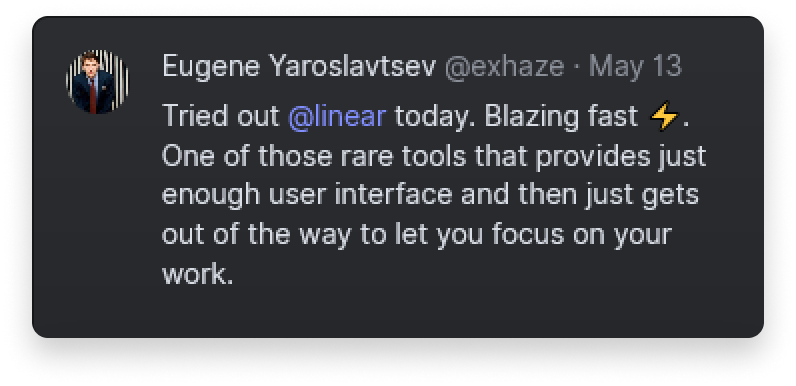 Eugene Yaroslavtsev @exhaze · May 13
Tried out @linear today. Blazing fast ⚡.
One of those rare tools that provides just
enough user interface and then just gets
out of the way to let you focus on your
work.